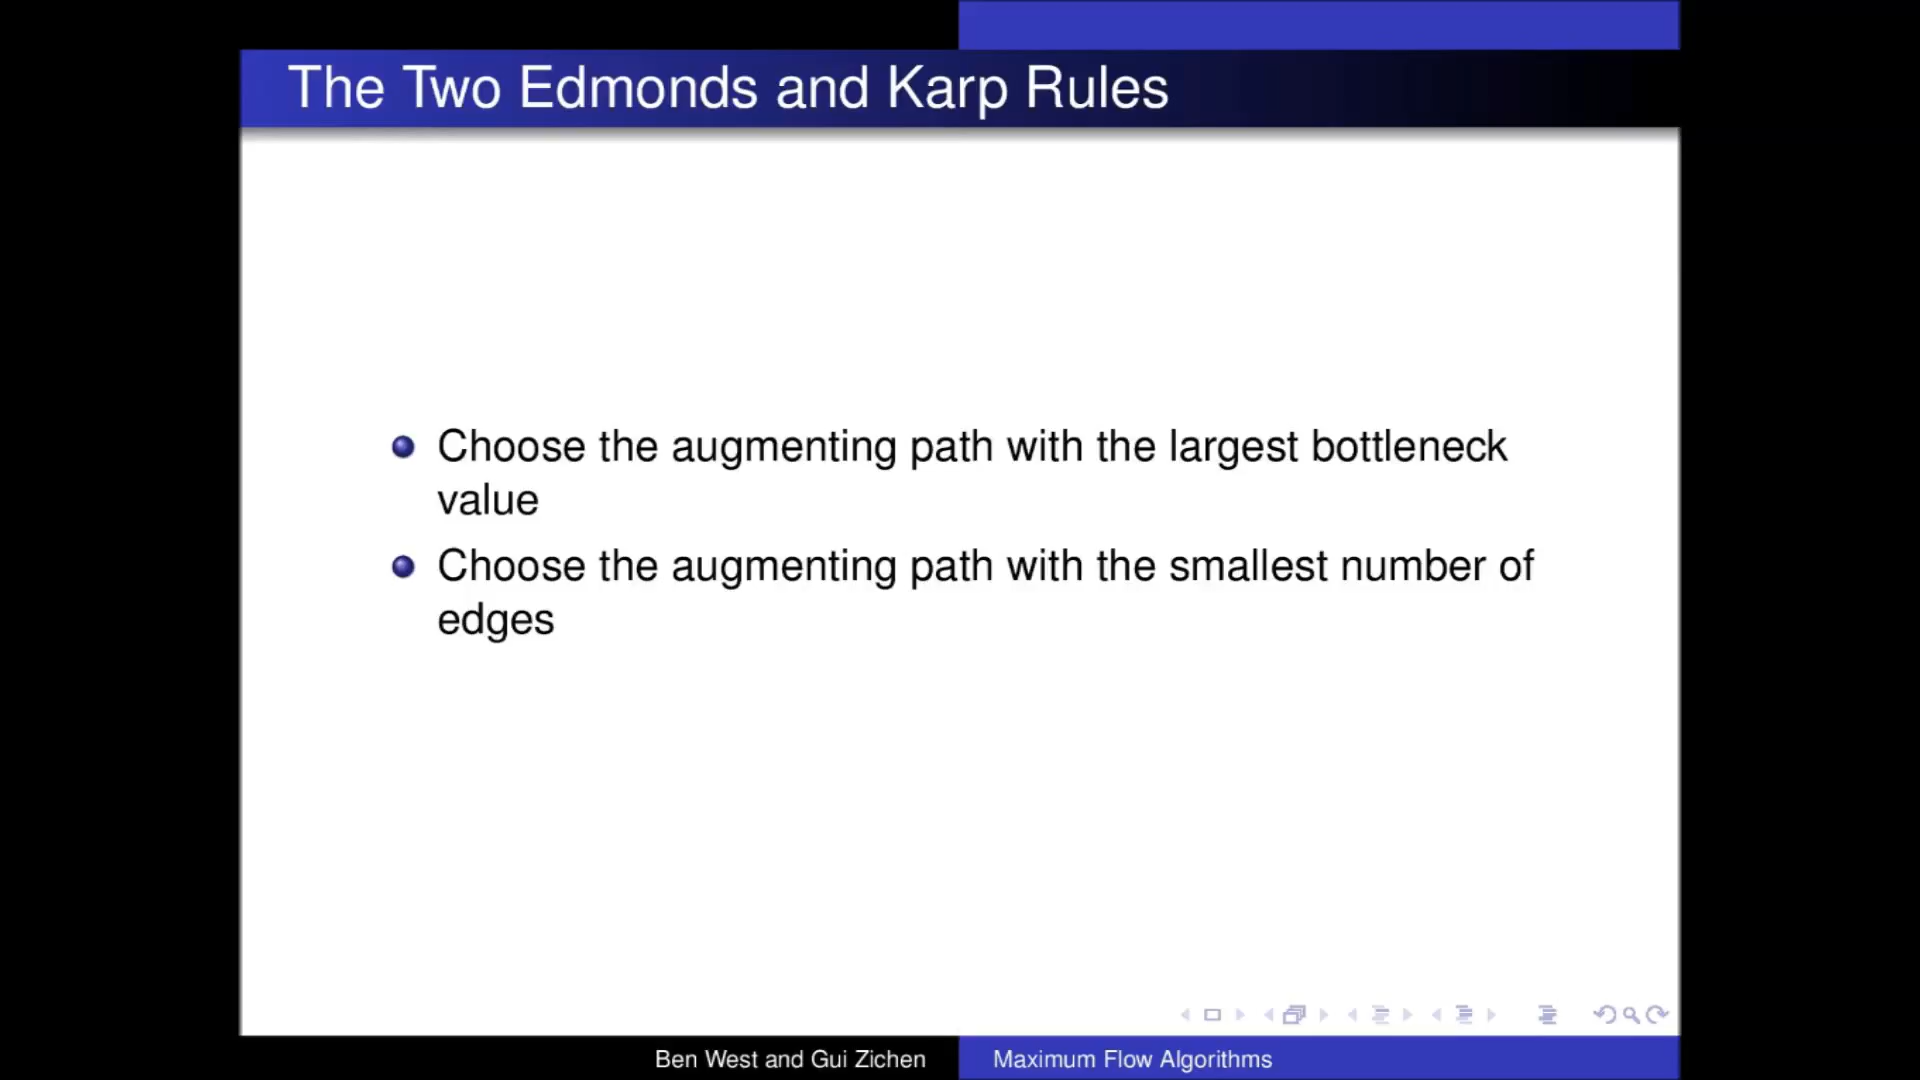 The Two Edmonds and Karp Rules
Choose the augmenting path with the largest bottleneck
value
Choose the augmenting path with the smallest number of
edges
Ben West and Gui Zichen
Maximum Flow Algorithms